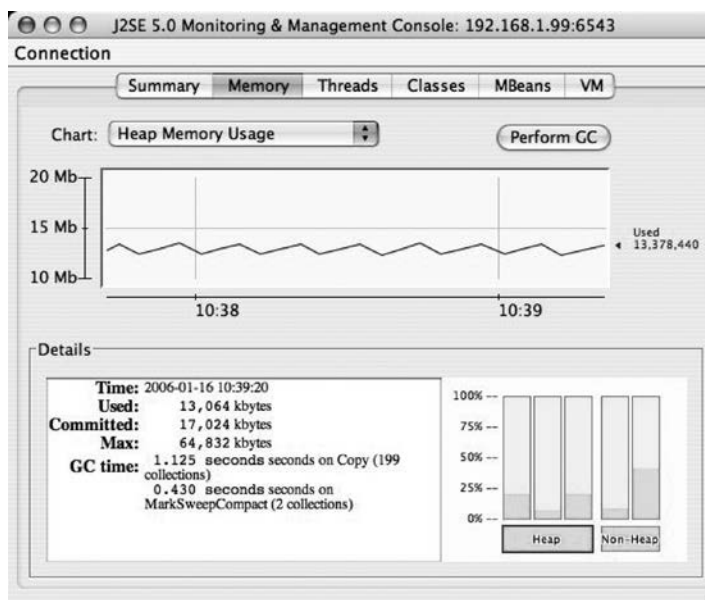 J2SE 5.0 Monitoring & Management Console: 192.168.1.99:6543
Connection
Summary Memory Threads Classes MBeans VM
Chart: Heap Memory Usage Perform GC
20 Mb
15 Mb
10 Mb
Used
13,378,440
10:38 10:39
Details
Time: 2006-01-16 10:39:20
Used: 13,064 kbytes
Committed: 17,024 kbytes
Max: 64,832 kbytes
GC time: 1.125 seconds seconds on Copy (199
collections)
0.430 seconds seconds on
MarkSweepCompact (2 collections)
100% --
75% --
50% --
25% --
0% --
Heap Non-Heap